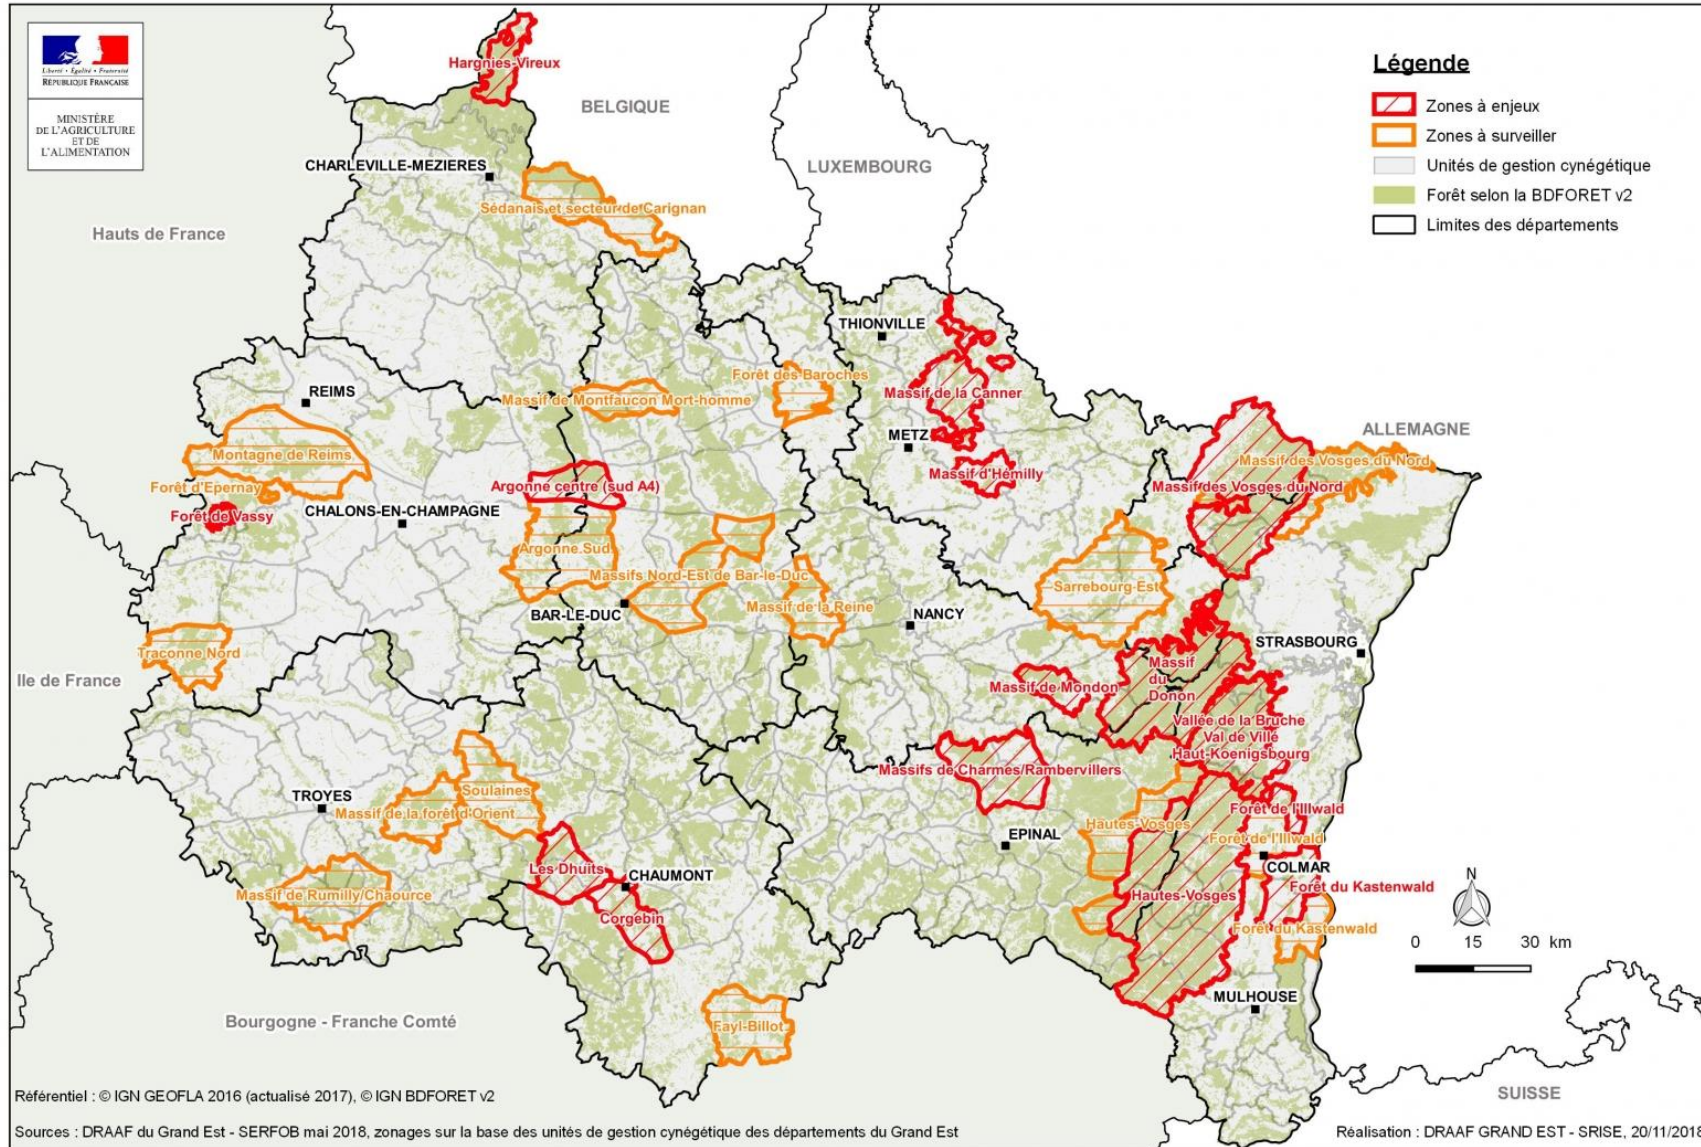 Liberté • Égalité • Fraternité
RÉPUBLIQUE FRANÇAISE
MINISTÈRE
DE L'AGRICULTURE
ET DE
L'ALIMENTATION
Légende
Zones à enjeux
Zones à surveiller
Unités de gestion cynégétique
Forêt selon la BDFORET v2
Limites des départements
Hargnies-Vireux
BELGIQUE
CHARLEVILLE-MEZIERES
LUXEMBOURG
Sédanais et secteur de Carignan
Hauts de France
THIONVILLE
Forêt des Baroches
REIMS
Massif de Montfaucon Mort-homme
Massif de la Canner
METZ
ALLEMAGNE
Montagne de Reims
Massif des Vosges du Nord
Massif d'Hémilly
Forêt d'Epernay
Argonne centre (sud A4)
Massif des Vosges du Nord
Forêt de Vassy
CHALONS-EN-CHAMPAGNE
Argonne Sud
Massifs Nord-Est de Bar-le-Duc
Sarrebourg Est
BAR-LE-DUC
Massif de la Reine
NANCY
Traconne Nord
STRASBOURG
Ile de France
Massif
du
Donon
Massif de Mondon
Vallée de la Bruche
Val de Villé
Haut-Koenigsbourg
Massifs de Charmes/Rambervillers
Soulaines
TROYES
Massif de la forêt d'Orient
Forêt de l'Illwald
Hautes-Vosges
EPINAL
Forêt de l'Illwald
Les Dhuits
CHAUMONT
COLMAR
Massif de Rumilly/Chaource
Hautes-Vosges
Forêt du Kastenwald
Corgebin
Forêt du Kastenwald
N
0 15 30 km
MULHOUSE
Bourgogne - Franche Comté
Fayl-Billot
SUISSE
Référentiel : © IGN GEOFLA 2016 (actualisé 2017), © IGN BDFORET v2
Sources : DRAAF du Grand Est - SERFOB mai 2018, zonages sur la base des unités de gestion cynégétique des départements du Grand Est
Réalisation : DRAAF GRAND EST - SRISE, 20/11/2018